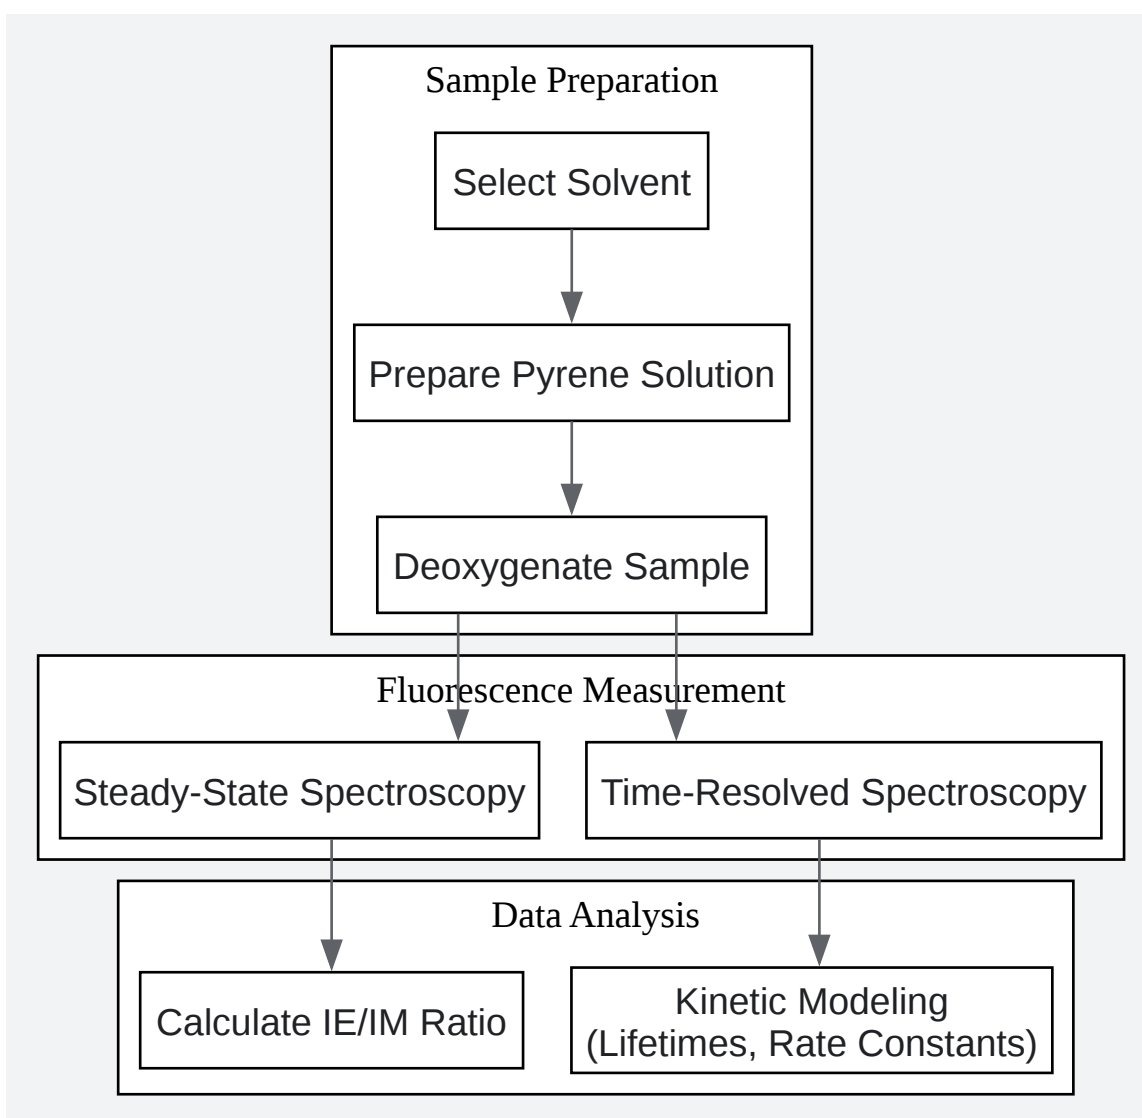 Sample Preparation
Select Solvent
Prepare Pyrene Solution
Deoxygenate Sample
Fluorescence Measurement
Steady-State Spectroscopy
Time-Resolved Spectroscopy
Data Analysis
Calculate IE/IM Ratio
Kinetic Modeling
(Lifetimes, Rate Constants)